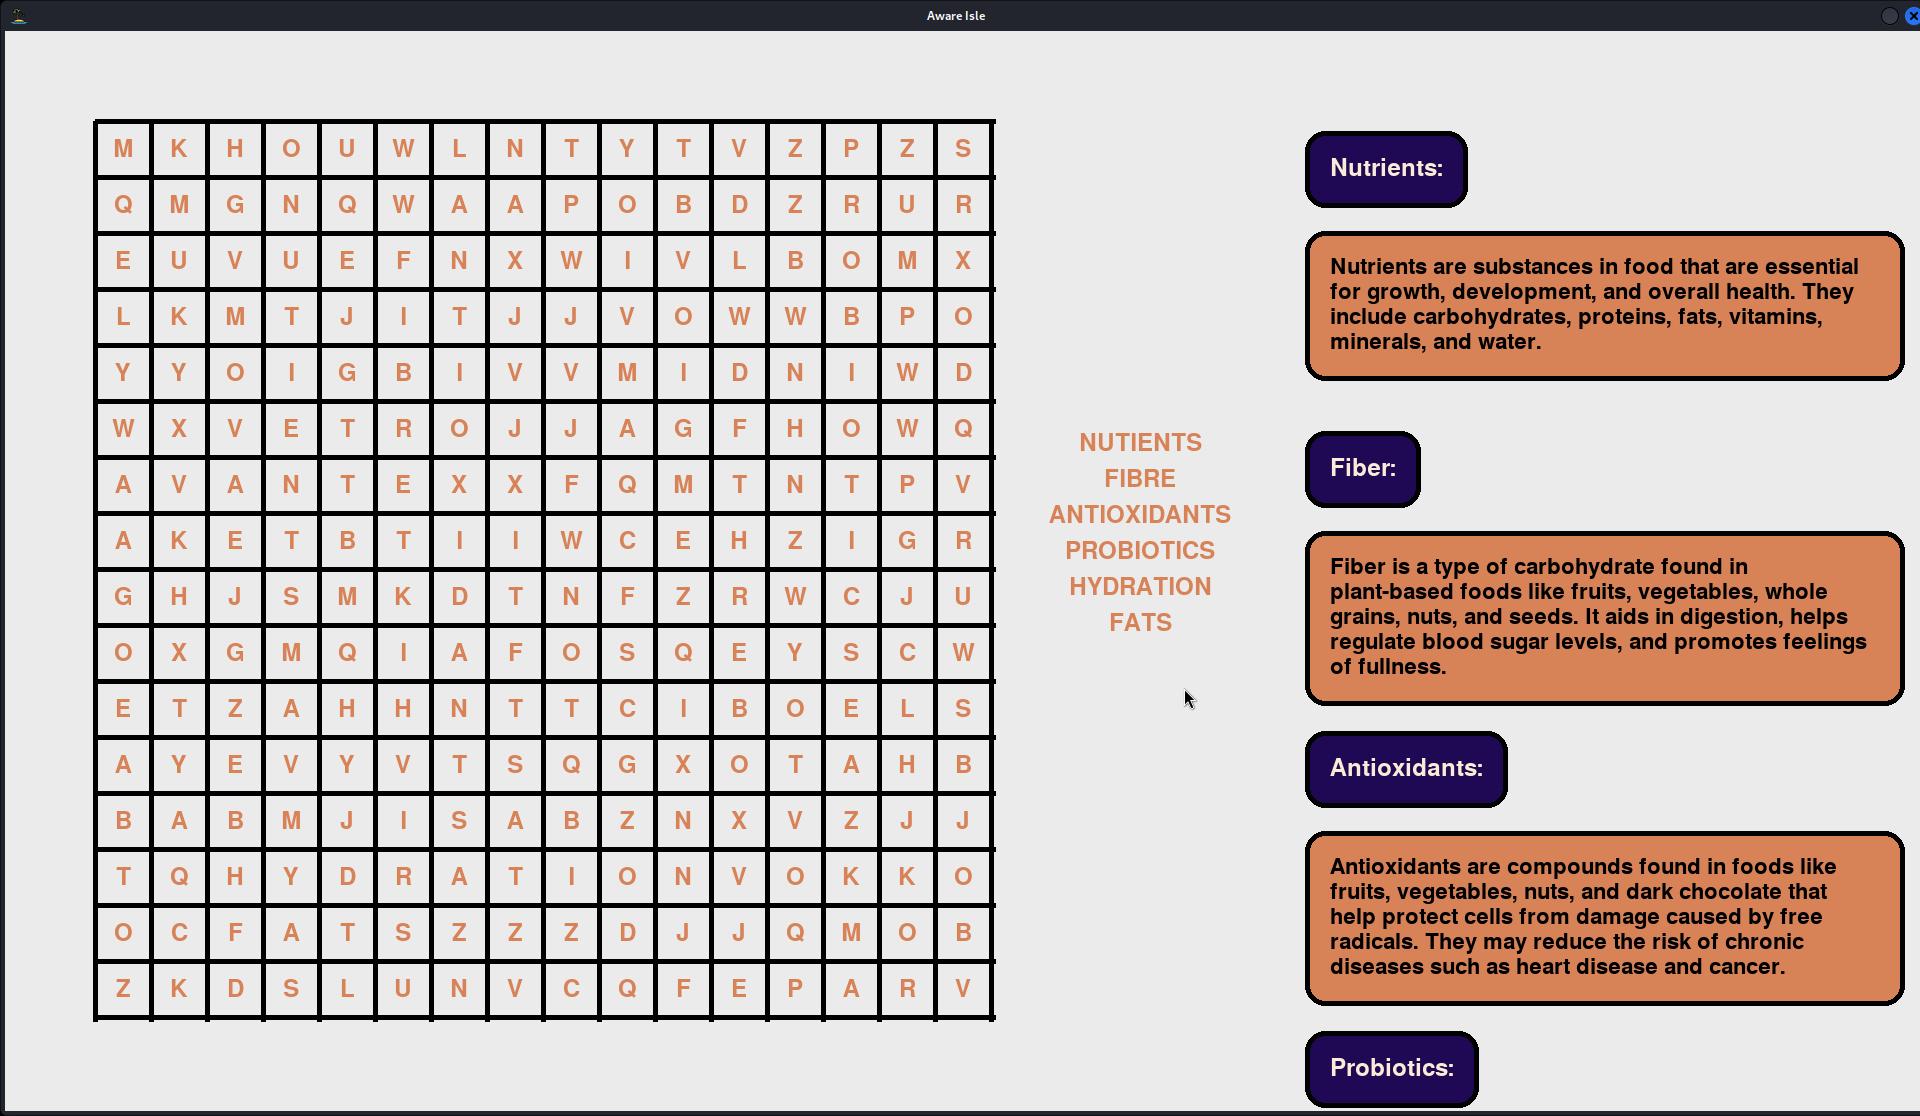 Aware Isle
M K H O U W L N T Y T V Z P Z S
Q M G N Q W A A P O B D Z R U R
E U V U E F N X W I V L B O M X
L K M T J I T J J V O W W B P O
Y Y O I G B I V V M I D N I W D
W X V E T R O J J A G F H O W Q
A V A N T E X X F Q M T N T P V
A K E T B T I I W C E H Z I G R
G H J S M K D T N F Z R W C J U
O X G M Q I A F O S Q E Y S C W
E T Z A H H N T T C I B O E L S
A Y E V Y V T S Q G X O T A H B
B A B M J I S A B Z N X V Z J J
T Q H Y D R A T I O N V O K K O
O C F A T S Z Z Z D J J Q M O B
Z K D S L U N V C Q F E P A R V
NUTIENTS
FIBRE
ANTIOXIDANTS
PROBIOTICS
HYDRATION
FATS
Nutrients:
Nutrients are substances in food that are essential
for growth, development, and overall health. They
include carbohydrates, proteins, fats, vitamins,
minerals, and water.
Fiber:
Fiber is a type of carbohydrate found in
plant-based foods like fruits, vegetables, whole
grains, nuts, and seeds. It aids in digestion, helps
regulate blood sugar levels, and promotes feelings
of fullness.
Antioxidants:
Antioxidants are compounds found in foods like
fruits, vegetables, nuts, and dark chocolate that
help protect cells from damage caused by free
radicals. They may reduce the risk of chronic
diseases such as heart disease and cancer.
Probiotics: